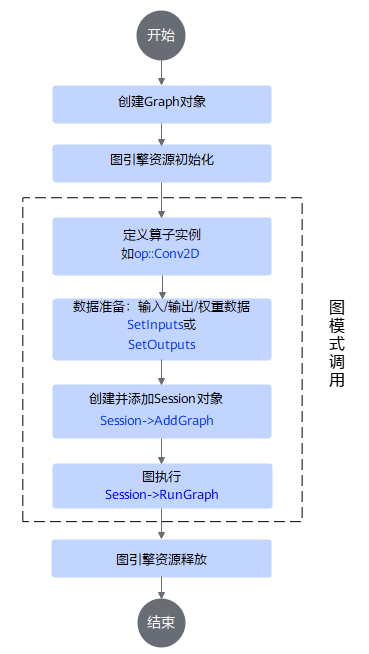 开始
创建Graph对象
图引擎资源初始化
定义算子实例
如op::Conv2D
数据准备：输入/输出/权重数据
SetInputs或
SetOutputs
创建并添加Session对象
Session->AddGraph
图执行
Session->RunGraph
图模式调用
图引擎资源释放
结束